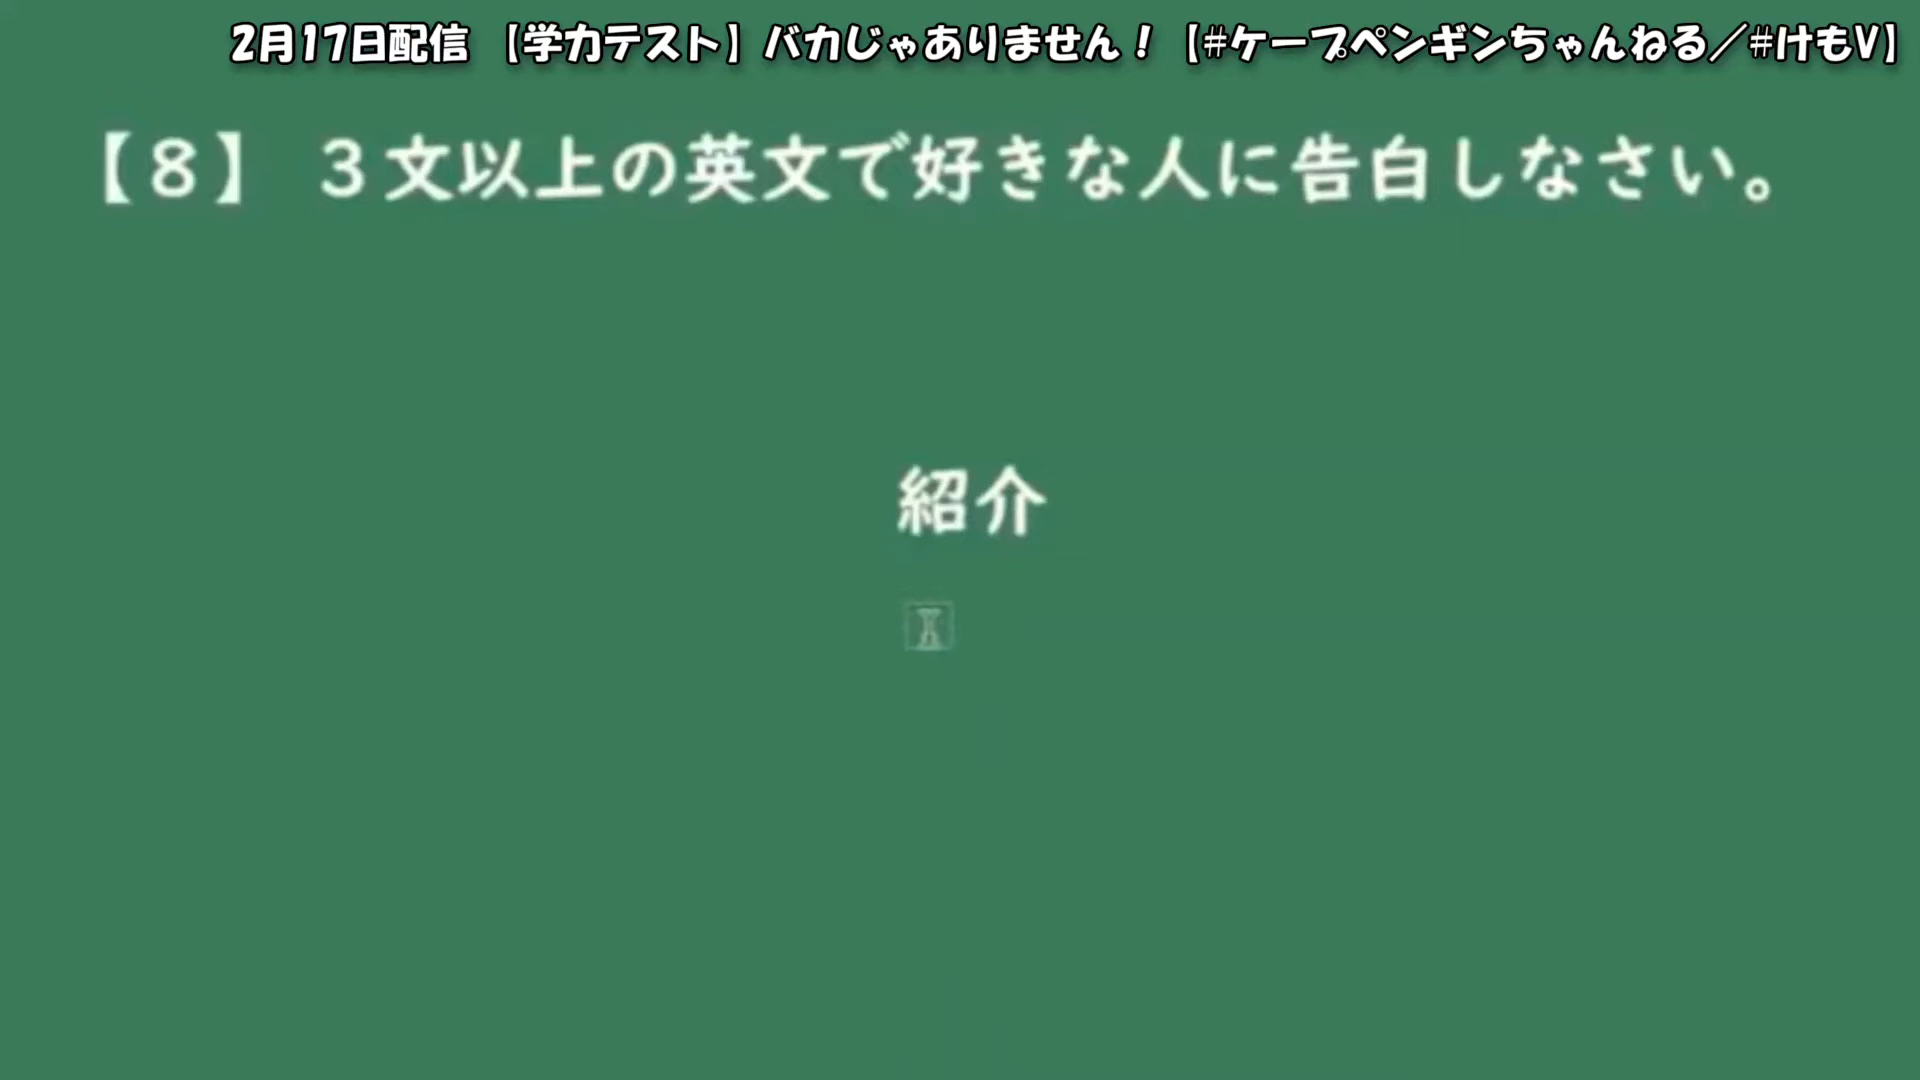 2月17日配信 【学力テスト】バカじゃありません！【#ケープペンギンちゃんねる／#けもV】
【８】 ３文以上の英文で好きな人に告白しなさい。
紹介